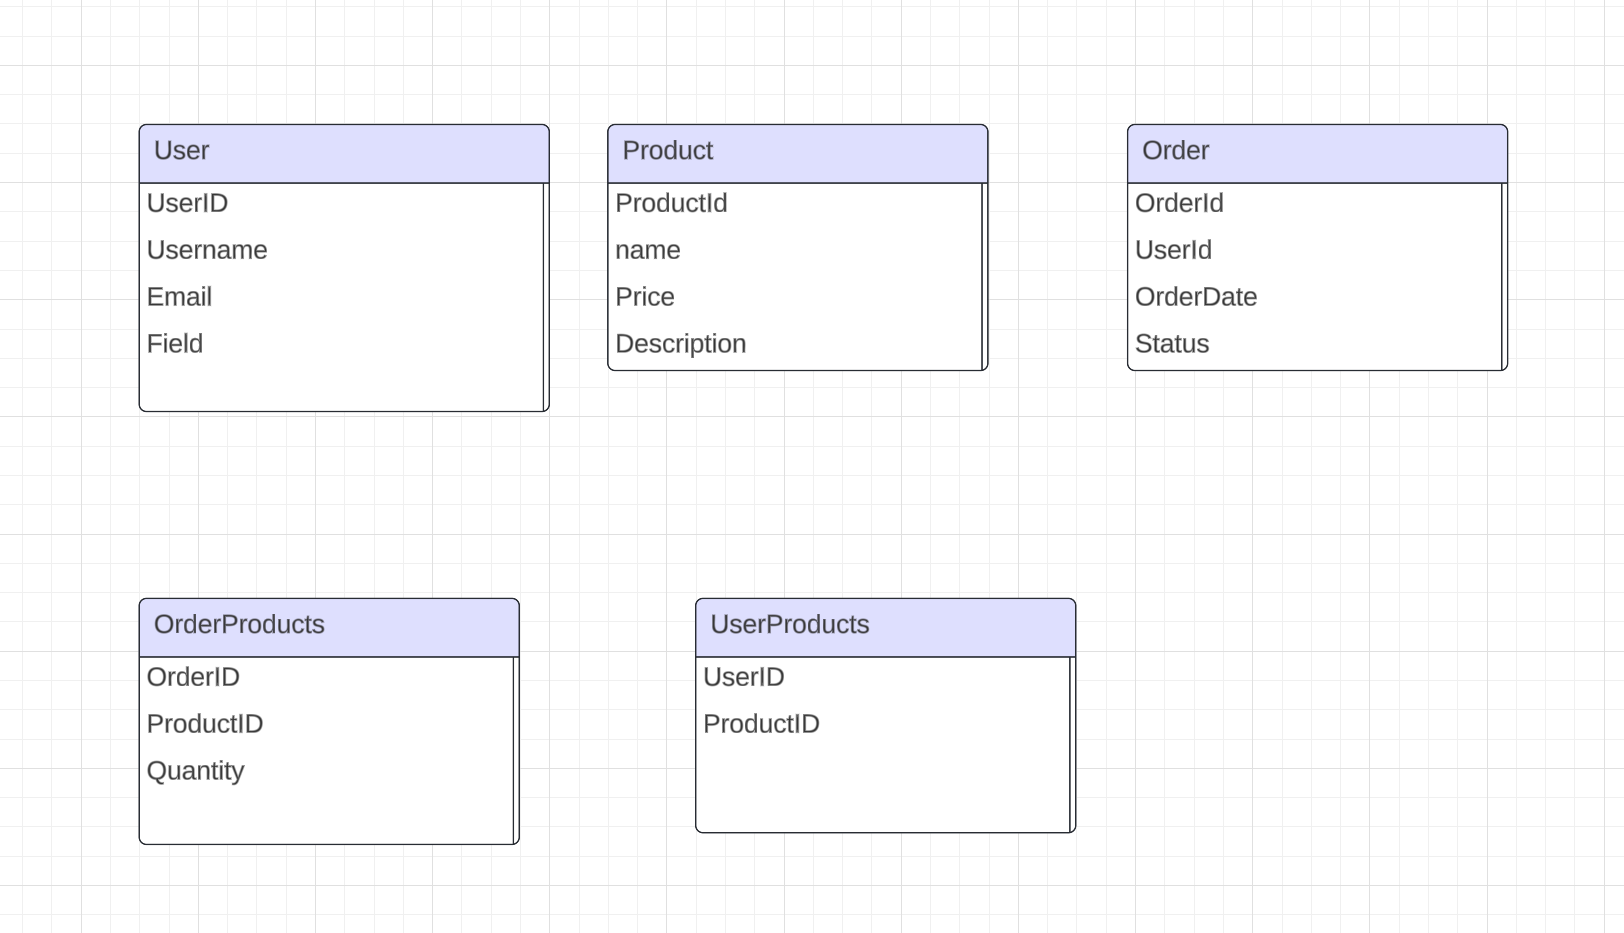 User
UserID
Username
Email
Field
Product
ProductId
name
Price
Description
Order
OrderId
UserId
OrderDate
Status
OrderProducts
OrderID
ProductID
Quantity
UserProducts
UserID
ProductID